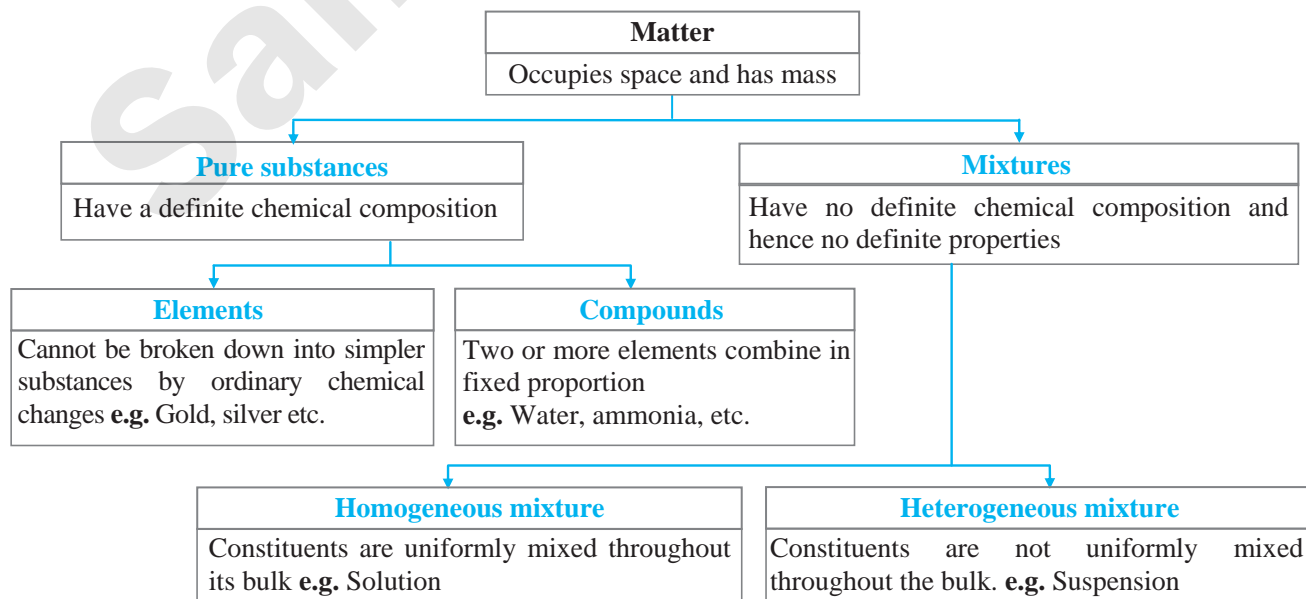 Matter
Occupies space and has mass
Pure substances
Have a definite chemical composition
Mixtures
Have no definite chemical composition and
hence no definite properties
Elements
Cannot be broken down into simpler
substances by ordinary chemical
changes e.g. Gold, silver etc.
Compounds
Two or more elements combine in
fixed proportion
e.g. Water, ammonia, etc.
Homogeneous mixture
Constituents are uniformly mixed throughout
its bulk e.g. Solution
Heterogeneous mixture
Constituents are not uniformly mixed
throughout the bulk. e.g. Suspension